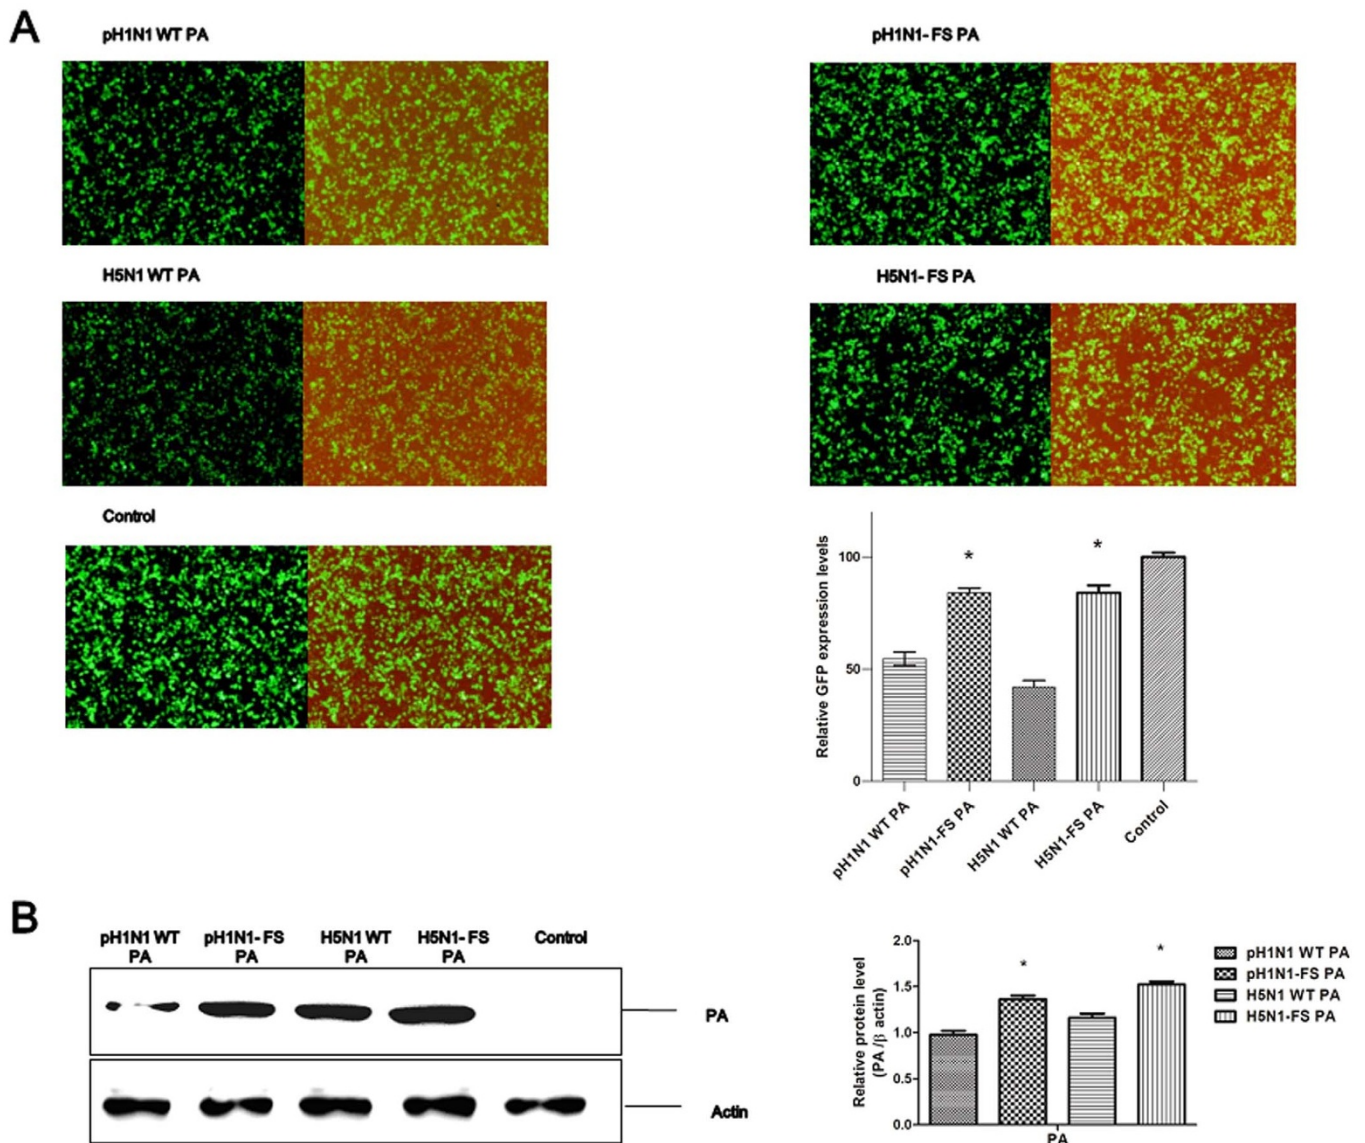 A
pH1N1 WT PA
pH1N1- FS PA
H5N1 WT PA
H5N1- FS PA
Control
Relative GFP expression levels
100
50
0
pH1N1 WT PA
pH1N1-FS PA
H5N1 WT PA
H5N1-FS PA
Control
*
*
B
pH1N1 WT PA
pH1N1- FS PA
H5N1 WT PA
H5N1- FS PA
Control
PA
Actin
Relative protein level
(PA /β actin)
2.0
1.5
1.0
0.5
0.0
*
*
PA
pH1N1 WT PA
pH1N1-FS PA
H5N1 WT PA
H5N1-FS PA